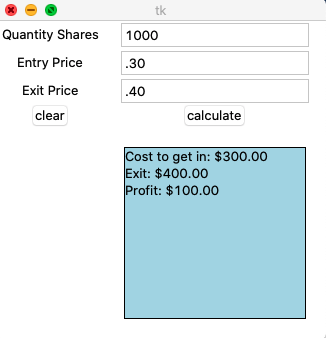 tk
Quantity Shares 1000
Entry Price .30
Exit Price .40
clear calculate
Cost to get in: $300.00
Exit: $400.00
Profit: $100.00